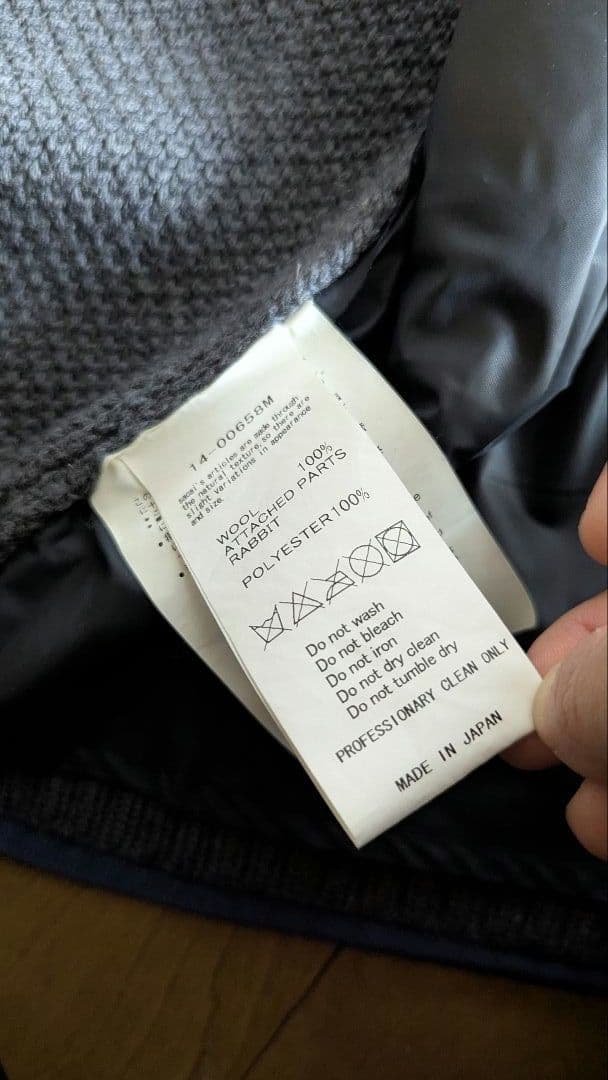 14-00658M
sacai's articles are made through
the natural texture, so there are
slight variations in appearance
and size.
WOOL 100%
ATTACHED PARTS
RABBIT
POLYESTER100%
Do not wash
Do not bleach
Do not iron
Do not dry clean
Do not tumble dry
PROFESSIONARY CLEAN ONLY
MADE IN JAPAN